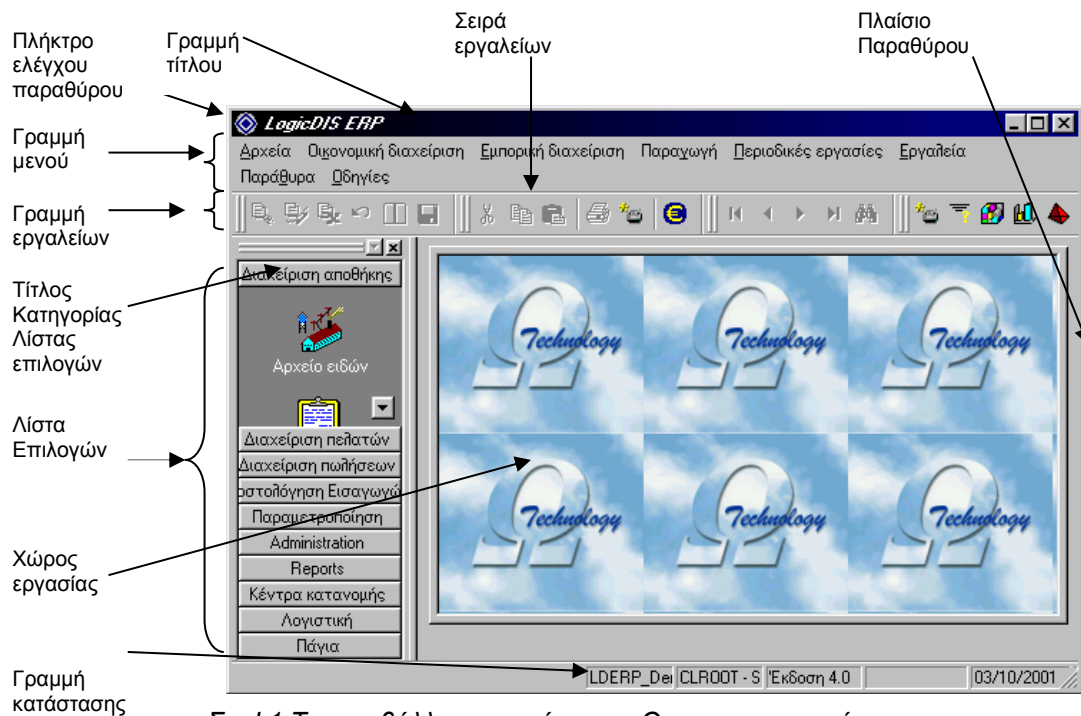 Σειρά
εργαλείων
Πλαίσιο
Παραθύρου
Πλήκτρο
ελέγχου
παραθύρου
Γραμμή
τίτλου
LogicDIS ERP
Γραμμή
μενού
Αρχεία Οικονομική διαχείριση Εμπορική διαχείριση Παραγωγή Περιοδικές εργασίες Εργαλεία
Παράθυρα Οδηγίες
Γραμμή
εργαλείων
Τίτλος
Κατηγορίας
Λίστας
επιλογών
Διαχείριση αποθήκης
Αρχείο ειδών
Λίστα
Επιλογών
Διαχείριση πελατών
Διαχείριση πωλήσεων
οστολόγηση Εισαγωγώ
Παραμετροποίηση
Administration
Reports
Κέντρα κατανομής
Λογιστική
Πάγια
Ω Technology Ω Technology Ω Technology
Ω Technology Ω Technology Ω Technology
Χώρος
εργασίας
Γραμμή
κατάστασης
LDERP_De CLROOT - S Έκδοση 4.0 03/10/2001